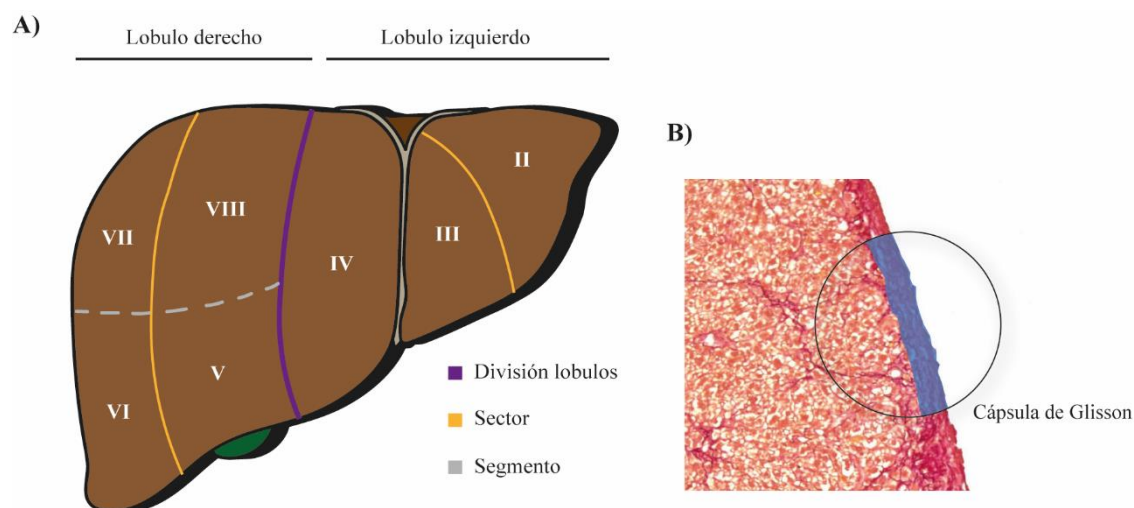 A)
Lobulo derecho
Lobulo izquierdo
II
VIII
VII
III
IV
V
VI
División lobulos
Sector
Segmento
B)
Cápsula de Glisson